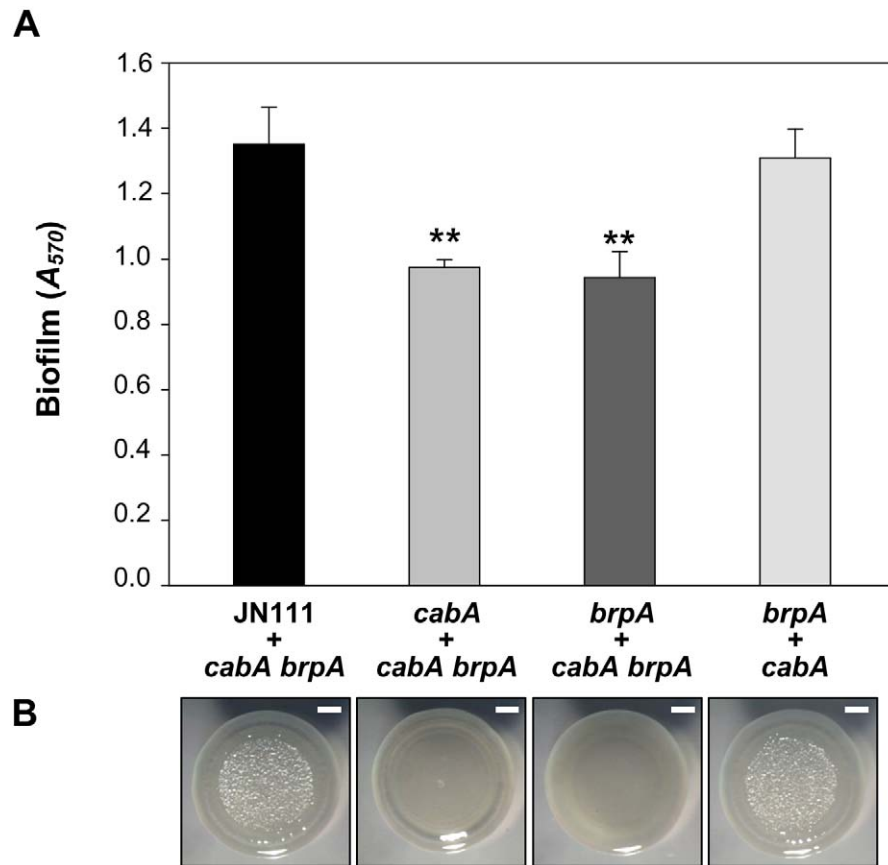 A
1.6
1.4
1.2
1.0
0.8
0.6
0.4
0.2
0.0
Biofilm (A570)
**
**
JN111 + cabA brpA
cabA + cabA brpA
brpA + cabA brpA
brpA + cabA
B